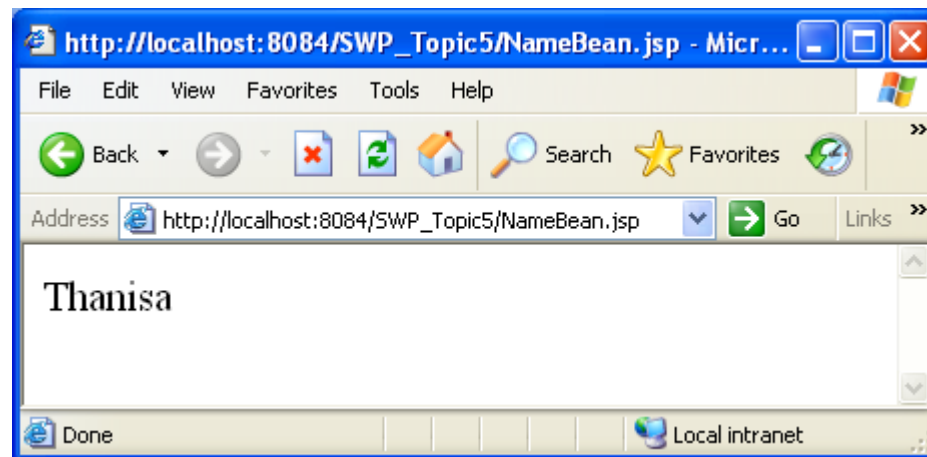 http://localhost:8084/SWP_Topic5/NameBean.jsp - Micr...
File Edit View Favorites Tools Help
Back Search Favorites »
Address http://localhost:8084/SWP_Topic5/NameBean.jsp Go Links »
Thanisa
Done Local intranet